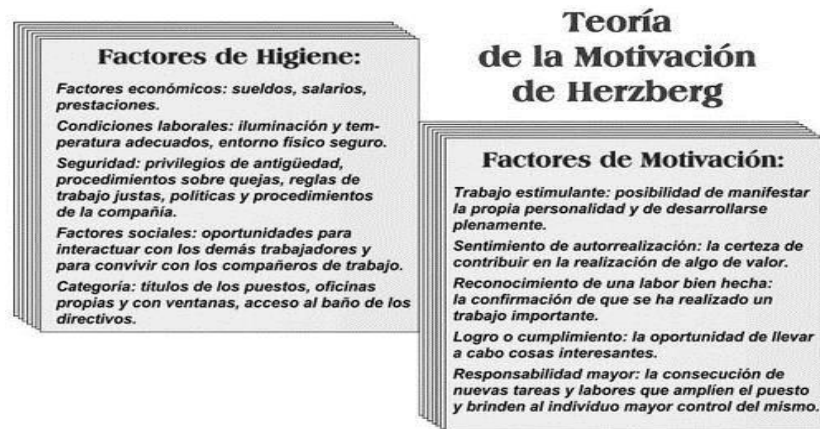 Teoría
de la Motivación
de Herzberg
Factores de Higiene:
Factores económicos: sueldos, salarios,
prestaciones.
Condiciones laborales: iluminación y tem-
peratura adecuados, entorno físico seguro.
Seguridad: privilegios de antigüedad,
procedimientos sobre quejas, reglas de
trabajo justas, políticas y procedimientos
de la compañía.
Factores sociales: oportunidades para
interactuar con los demás trabajadores y
para convivir con los compañeros de trabajo.
Categoría: títulos de los puestos, oficinas
propias y con ventanas, acceso al baño de los
directivos.
Factores de Motivación:
Trabajo estimulante: posibilidad de manifestar
la propia personalidad y de desarrollarse
plenamente.
Sentimiento de autorrealización: la certeza de
contribuir en la realización de algo de valor.
Reconocimiento de una labor bien hecha:
la confirmación de que se ha realizado un
trabajo importante.
Logro o cumplimiento: la oportunidad de llevar
a cabo cosas interesantes.
Responsabilidad mayor: la consecución de
nuevas tareas y labores que amplíen el puesto
y brinden al individuo mayor control del mismo.